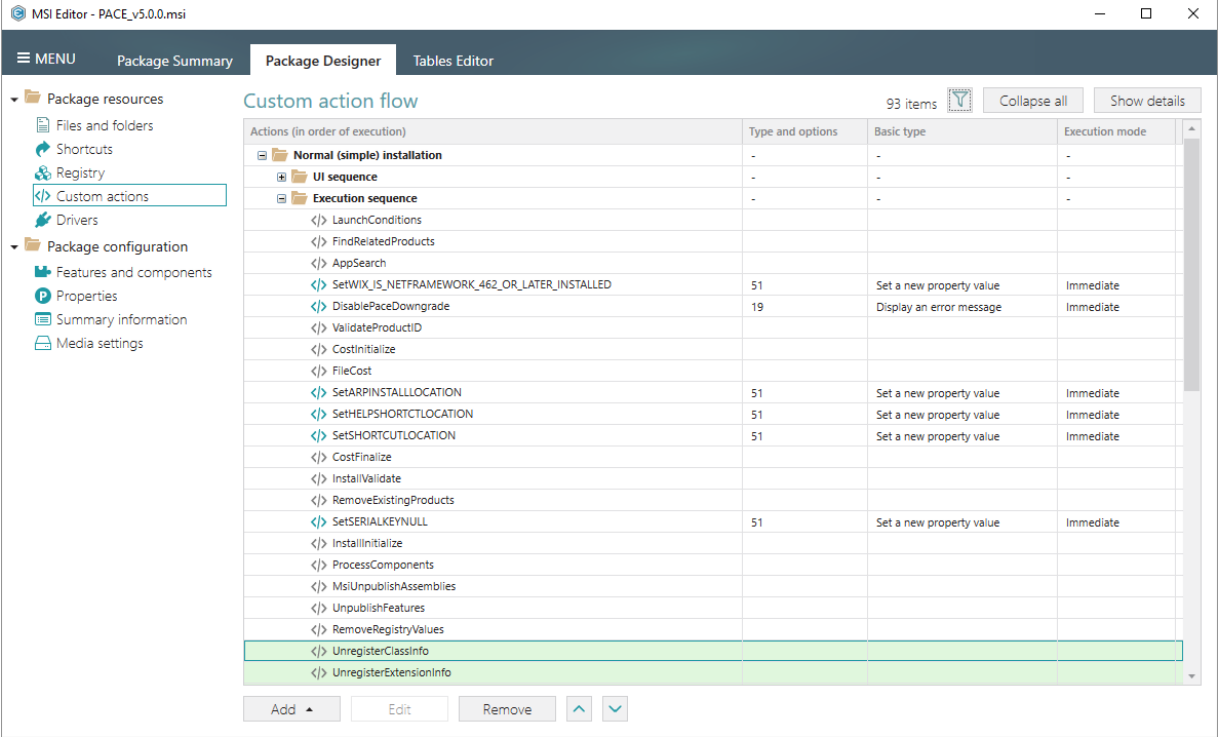 MSI Editor - PACE_v5.0.0.msi
MENU Package Summary Package Designer Tables Editor
Package resources
Files and folders
Shortcuts
Registry
Custom actions
Drivers
Package configuration
Features and components
Properties
Summary information
Media settings
Custom action flow
93 items Collapse all Show details
Actions (in order of execution) Type and options Basic type Execution mode
Normal (simple) installation - - -
UI sequence - - -
Execution sequence - - -
LaunchConditions
FindRelatedProducts
AppSearch
SetWIX_IS_NETFRAMEWORK_462_OR_LATER_INSTALLED 51 Set a new property value Immediate
DisablePaceDowngrade 19 Display an error message Immediate
ValidateProductID
CostInitialize
FileCost
SetARPINSTALLLOCATION 51 Set a new property value Immediate
SetHELPSHORTCTLOCATION 51 Set a new property value Immediate
SetSHORTCUTLOCATION 51 Set a new property value Immediate
CostFinalize
InstallValidate
RemoveExistingProducts
SetSERIALKEYNULL 51 Set a new property value Immediate
InstallInitialize
ProcessComponents
MsiUnpublishAssemblies
UnpublishFeatures
RemoveRegistryValues
UnregisterClassInfo
UnregisterExtensionInfo
Add Edit Remove